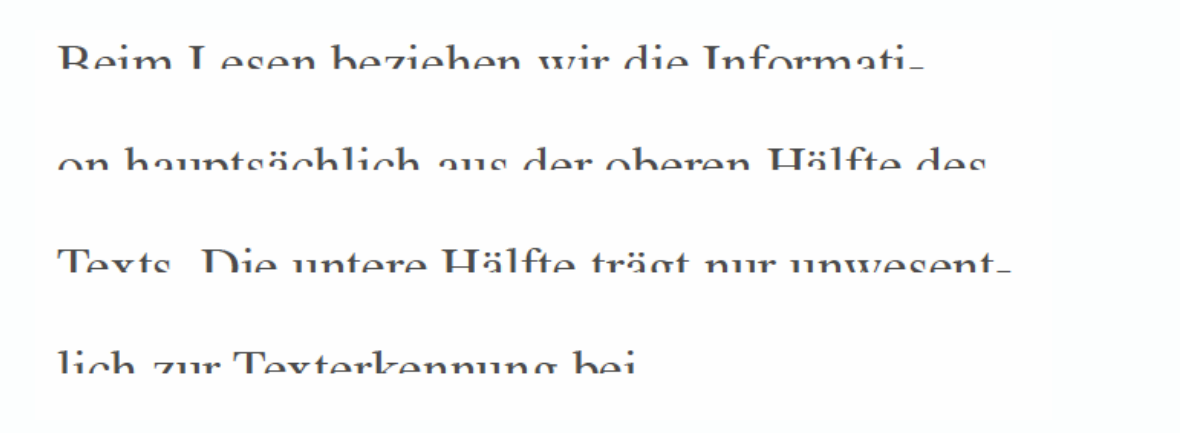 Beim Lesen beziehen wir die Informati-
on hauptsächlich aus der oberen Hälfte des
Texts. Die untere Hälfte trägt nur unwesent-
lich zur Texterkennung bei.